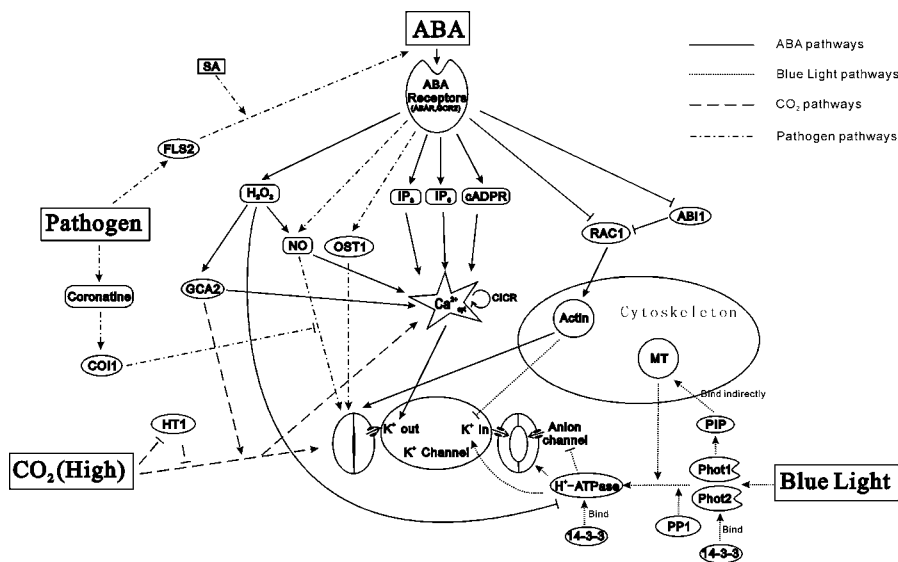 ABA
ABA pathways
Blue Light pathways
CO₂ pathways
Pathogen pathways
SA
ABA
Receptors
FLS2
H₂O₂
IP₃
IP₆
cADPR
Pathogen
NO
OST1
RAC1
ABI1
Coronatine
GCA2
Ca²⁺
cyt
CICR
Actin
Cytoskeleton
MT
COI1
Bind indirectly
HT1
K⁺ out
K⁺ in
Anion
channel
PIP
K⁺ Channel
CO₂ (High)
Phot1
H⁺-ATPase
Phot2
Blue Light
Bind
PP1
Bind
14-3-3
14-3-3